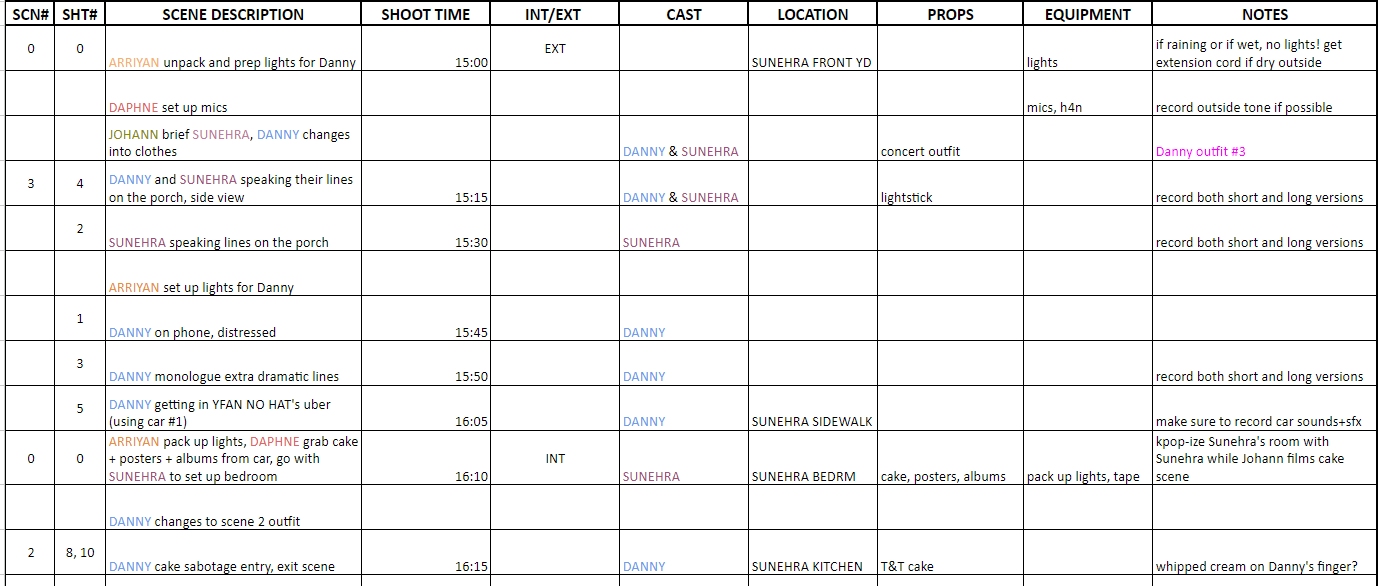 SCN# SHT# SCENE DESCRIPTION SHOOT TIME INT/EXT CAST LOCATION PROPS EQUIPMENT NOTES
0 0 EXT if raining or if wet, no lights! get
ARRIYAN unpack and prep lights for Danny 15:00 SUNEHRA FRONT YD lights extension cord if dry outside
DAPHNE set up mics mics, h4n record outside tone if possible
JOHANN brief SUNEHRA, DANNY changes
into clothes DANNY & SUNEHRA concert outfit Danny outfit #3
3 4 DANNY and SUNEHRA speaking their lines
on the porch, side view 15:15 DANNY & SUNEHRA lightstick record both short and long versions
2
SUNEHRA speaking lines on the porch 15:30 SUNEHRA record both short and long versions
ARRIYAN set up lights for Danny
1
DANNY on phone, distressed 15:45 DANNY
3
DANNY monologue extra dramatic lines 15:50 DANNY record both short and long versions
5 DANNY getting in YFAN NO HAT's uber
(using car #1) 16:05 DANNY SUNEHRA SIDEWALK make sure to record car sounds+sfx
ARRIYAN pack up lights, DAPHNE grab cake kpop-ize Sunehra's room with
0 0 + posters + albums from car, go with INT Sunehra while Johann films cake
SUNEHRA to set up bedroom 16:10 SUNEHRA SUNEHRA BEDRM cake, posters, albums pack up lights, tape scene
DANNY changes to scene 2 outfit
2 8, 10
DANNY cake sabotage entry, exit scene 16:15 DANNY SUNEHRA KITCHEN T&T cake whipped cream on Danny's finger?